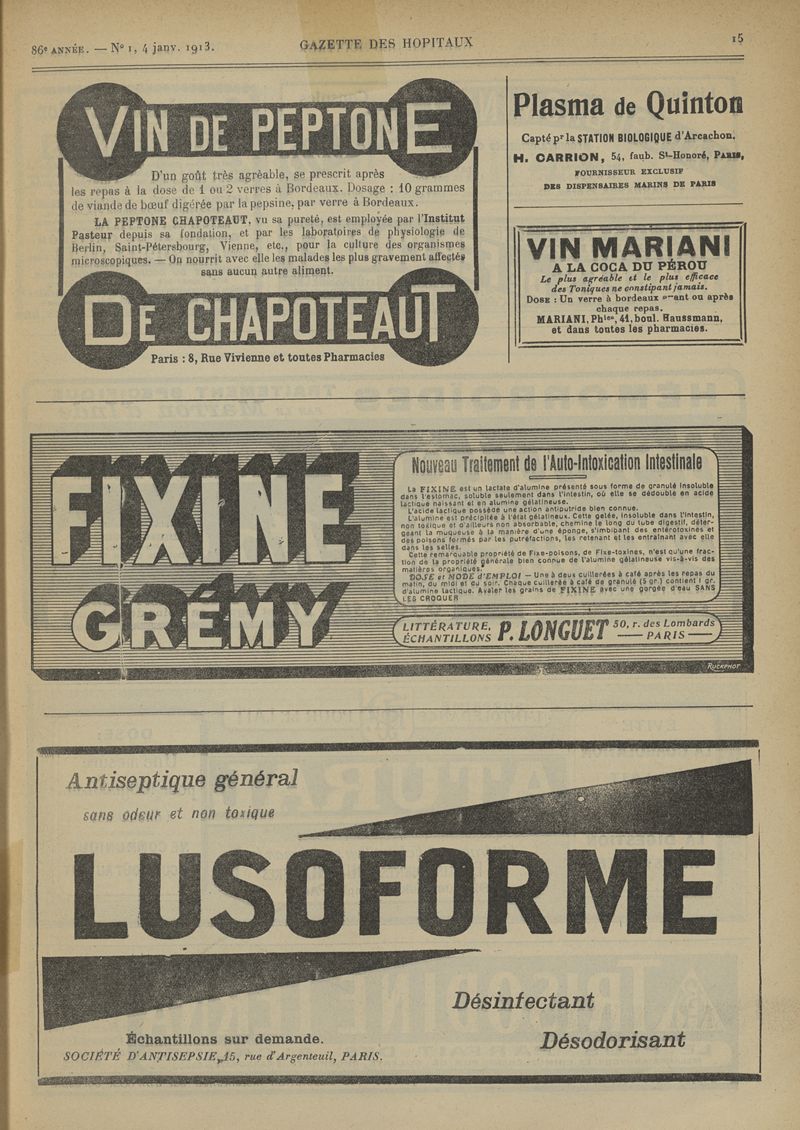 86e ANNÉE. — No 1, 4 janv. 1913.
GAZETTE DES HOPITAUX
15
VIN DE PEPTONE
D'un goût très agréable, se prescrit après
les repas à la dose de 1 ou 2 verres à Bordeaux. Dosage : 10 grammes
de viande de bœuf digérée par la pepsine, par verre à Bordeaux.
LA PEPTONE CHAPOTEAUT, vu sa pureté, est employée par l'Institut
Pasteur depuis sa fondation, et par les laboratoires de physiologie de
Berlin, Saint-Pétersbourg, Vienne, etc., pour la culture des organismes
microscopiques. — On nourrit avec elle les malades les plus gravement affectés
sans aucun autre aliment.
DE CHAPOTEAUT
Paris : 8, Rue Vivienne et toutes Pharmacies
Plasma de Quinton
Capté pr la STATION BIOLOGIQUE d'Arcachon.
H. CARRION, 54, faub. St-Honoré, PARIS,
FOURNISSEUR EXCLUSIF
DES DISPENSAIRES MARINS DE PARIS
VIN MARIANI
A LA COCA DU PÉROU
Le plus agréable et le plus efficace
des Toniques ne constipant jamais.
DOSE : Un verre à bordeaux ant ou après
chaque repas.
MARIANI, Phien, 41, boul. Haussmann,
et dans toutes les pharmacies.
FIXINE
GRÉMY
Nouveau Traitement de l'Auto-Intoxication Intestinale
La FIXINE est un lactate d'alumine présenté sous forme de granulé insoluble
dans l'estomac, soluble seulement dans l'intestin, où elle se dédouble en acide
lactique naissant et en alumine gélatineuse.
L'acide lactique possède une action antiputride bien connue.
L'alumine est précipitée à l'état gélatineux. Cette gelée, insoluble dans l'intestin,
non toxique et d'ailleurs non absorbable, chemine le long du tube digestif, déter-
geant la muqueuse à la manière d'une éponge, s'imbibant des entérotoxines et
des poisons formés par les putréfactions, les retenant et les entraînant avec elle
dans les selles.
Cette remarquable propriété de Fixe-poisons, de Fixe-toxines, n'est qu'une frac-
tion de la propriété générale bien connue de l'alumine gélatineuse vis-à-vis des
matières organiques.
DOSE et MODE D'EMPLOI — Une à deux cuillerées à café après les repas du
matin, du midi et du soir. Chaque cuillerée à café de granulé (5 gr.) contient 1 gr.
d'alumine lactique. Avaler les grains de FIXINE avec une gorgée d'eau SANS
LES CROQUER
LITTÉRATURE,
ÉCHANTILLONS
P. LONGUET
50, r. des Lombards
— PARIS —
RUCKPHOT
Antiseptique général
sans odeur et non toxique
LUSOFORME
Désinfectant
Désodorisant
Échantillons sur demande.
SOCIÉTÉ D'ANTISEPSIE, 15, rue d'Argenteuil, PARIS.